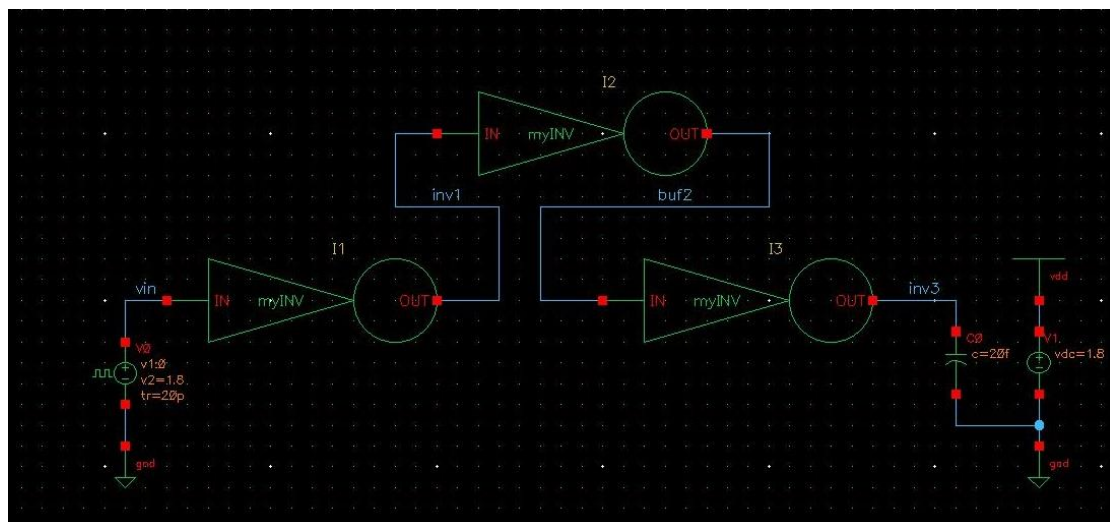 I2
IN myINV OUT
inv1
buf2
I1
I3
vin
IN myINV OUT
IN myINV OUT
inv3
vdd
V0
v1:0
v2=1.8
tr=20p
C0
c=20f
V1
vdc=1.8
gnd
gnd